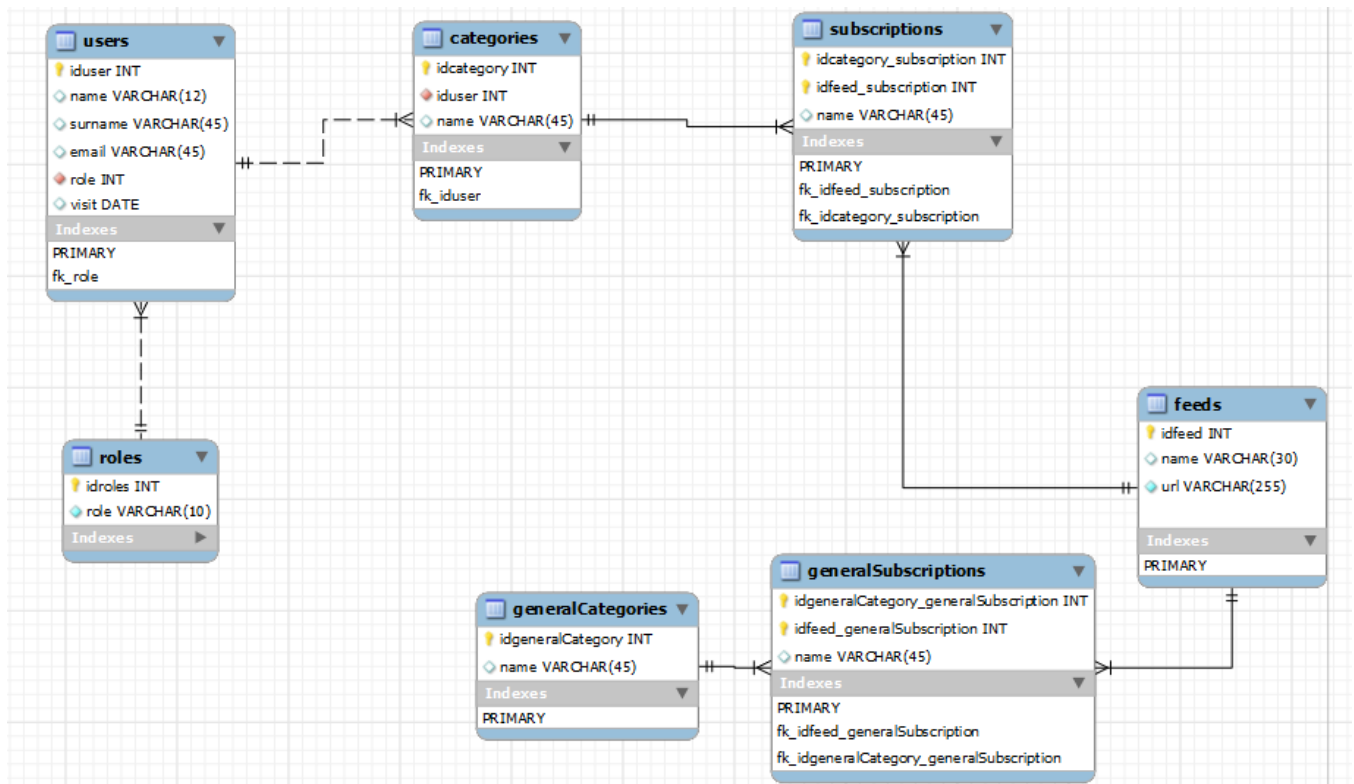 users
iduser INT
name VARCHAR(12)
surname VARCHAR(45)
email VARCHAR(45)
role INT
visit DATE
Indexes
PRIMARY
fk_role
categories
idcategory INT
iduser INT
name VARCHAR(45)
Indexes
PRIMARY
fk_iduser
subscriptions
idcategory_subscription INT
idfeed_subscription INT
name VARCHAR(45)
Indexes
PRIMARY
fk_idfeed_subscription
fk_idcategory_subscription
roles
idroles INT
role VARCHAR(10)
Indexes
feeds
idfeed INT
name VARCHAR(30)
url VARCHAR(255)
Indexes
PRIMARY
generalCategories
idgeneralCategory INT
name VARCHAR(45)
Indexes
PRIMARY
generalSubscriptions
idgeneralCategory_generalSubscription INT
idfeed_generalSubscription INT
name VARCHAR(45)
Indexes
PRIMARY
fk_idfeed_generalSubscription
fk_idgeneralCategory_generalSubscription